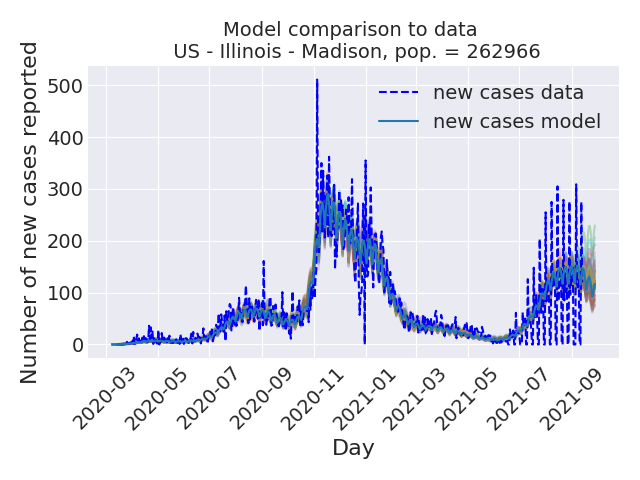 Model comparison to data
US - Illinois - Madison, pop. = 262966
Number of new cases reported
500
400
300
200
100
0
new cases data
new cases model
2020-03
2020-05
2020-07
2020-09
2020-11
2021-01
2021-03
2021-05
2021-07
2021-09
Day